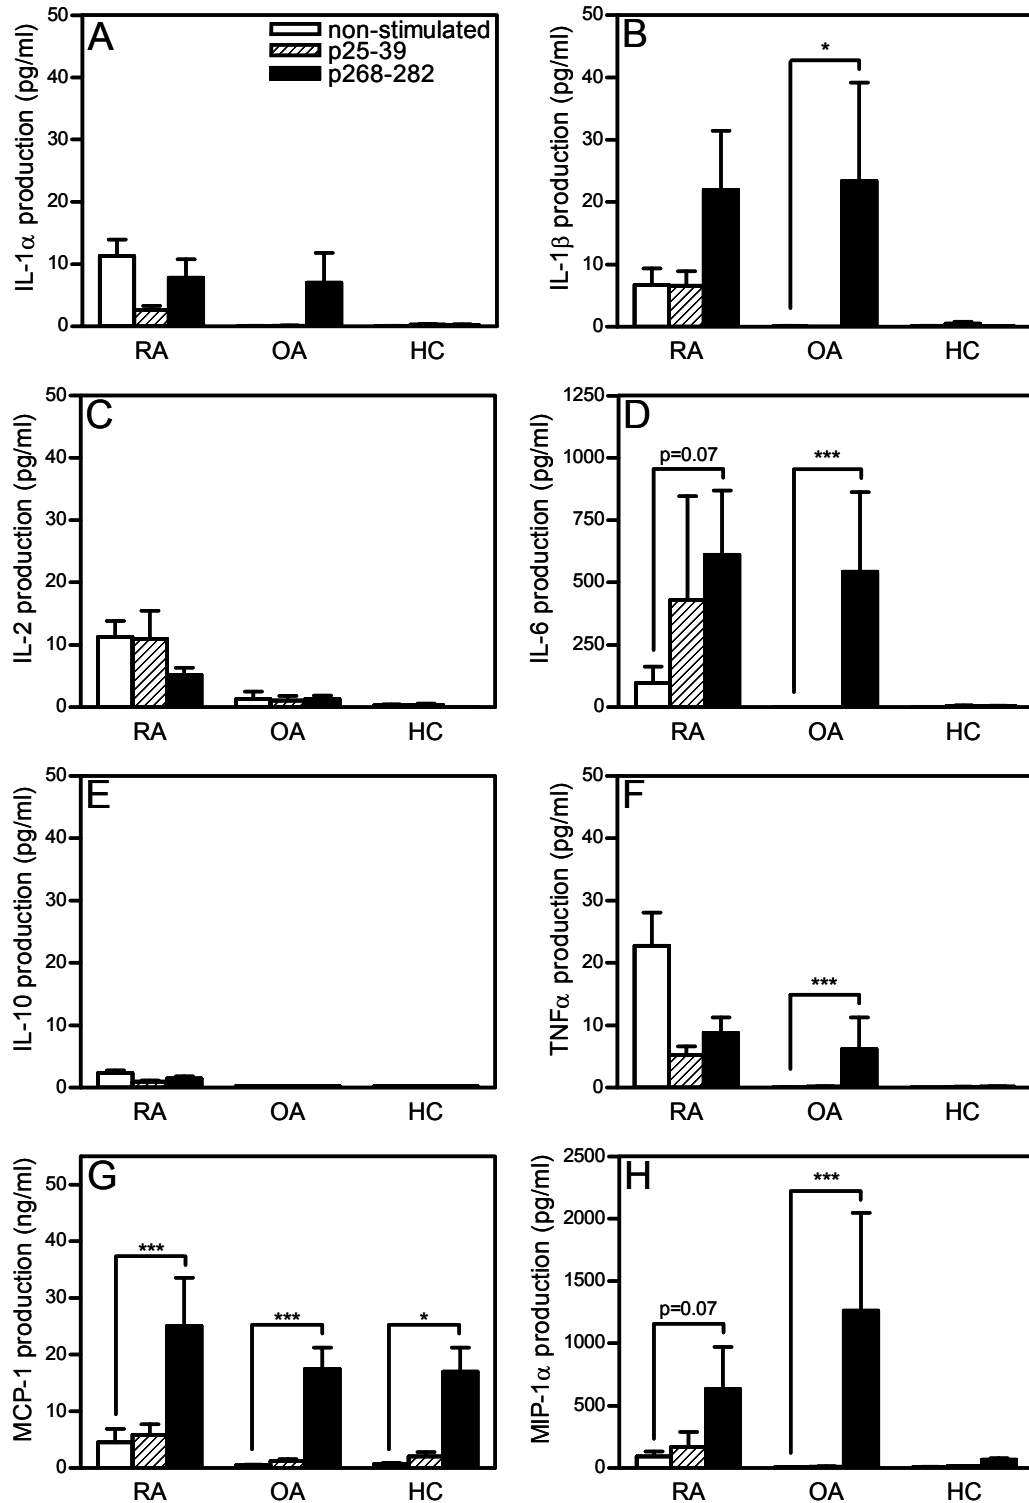 A
non-stimulated
p25-39
p268-282
IL-1α production (pg/ml)
50
40
30
20
10
0
RA OA HC
B
*
IL-1β production (pg/ml)
50
40
30
20
10
0
RA OA HC
C
IL-2 production (pg/ml)
50
40
30
20
10
0
RA OA HC
D
p=0.07
***
IL-6 production (pg/ml)
1250
1000
750
500
250
0
RA OA HC
E
IL-10 production (pg/ml)
50
40
30
20
10
0
RA OA HC
F
***
TNFα production (pg/ml)
50
40
30
20
10
0
RA OA HC
G
***
***
*
MCP-1 production (ng/ml)
50
40
30
20
10
0
RA OA HC
H
***
p=0.07
MIP-1α production (pg/ml)
2500
2000
1500
1000
500
0
RA OA HC